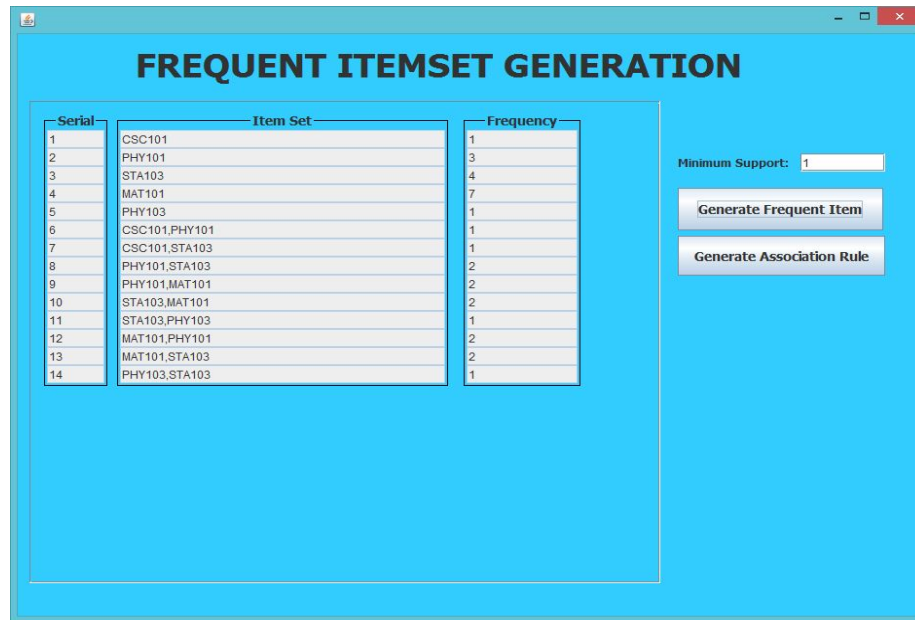 FREQUENT ITEMSET GENERATION
Serial Item Set Frequency
1 CSC101 1
2 PHY101 3
3 STA103 4
4 MAT101 7
5 PHY103 1
6 CSC101,PHY101 1
7 CSC101,STA103 1
8 PHY101,STA103 2
9 PHY101,MAT101 2
10 STA103,MAT101 2
11 STA103,PHY103 1
12 MAT101,PHY101 2
13 MAT101,STA103 2
14 PHY103,STA103 1
Minimum Support: 1
Generate Frequent Item
Generate Association Rule